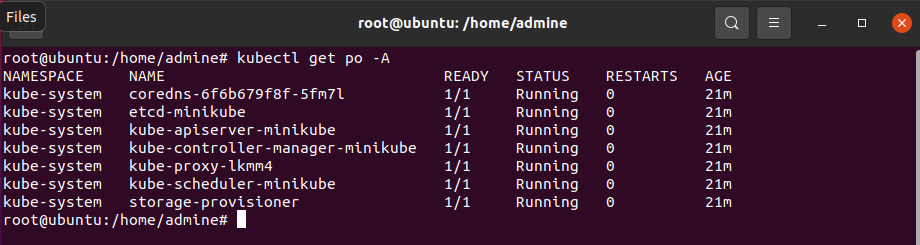 Files
root@ubuntu: /home/admine
root@ubuntu:/home/admine# kubectl get po -A
NAMESPACE NAME READY STATUS RESTARTS AGE
kube-system coredns-6f6b679f8f-5fm7l 1/1 Running 0 21m
kube-system etcd-minikube 1/1 Running 0 21m
kube-system kube-apiserver-minikube 1/1 Running 0 21m
kube-system kube-controller-manager-minikube 1/1 Running 0 21m
kube-system kube-proxy-lkmm4 1/1 Running 0 21m
kube-system kube-scheduler-minikube 1/1 Running 0 21m
kube-system storage-provisioner 1/1 Running 0 21m
root@ubuntu:/home/admine#